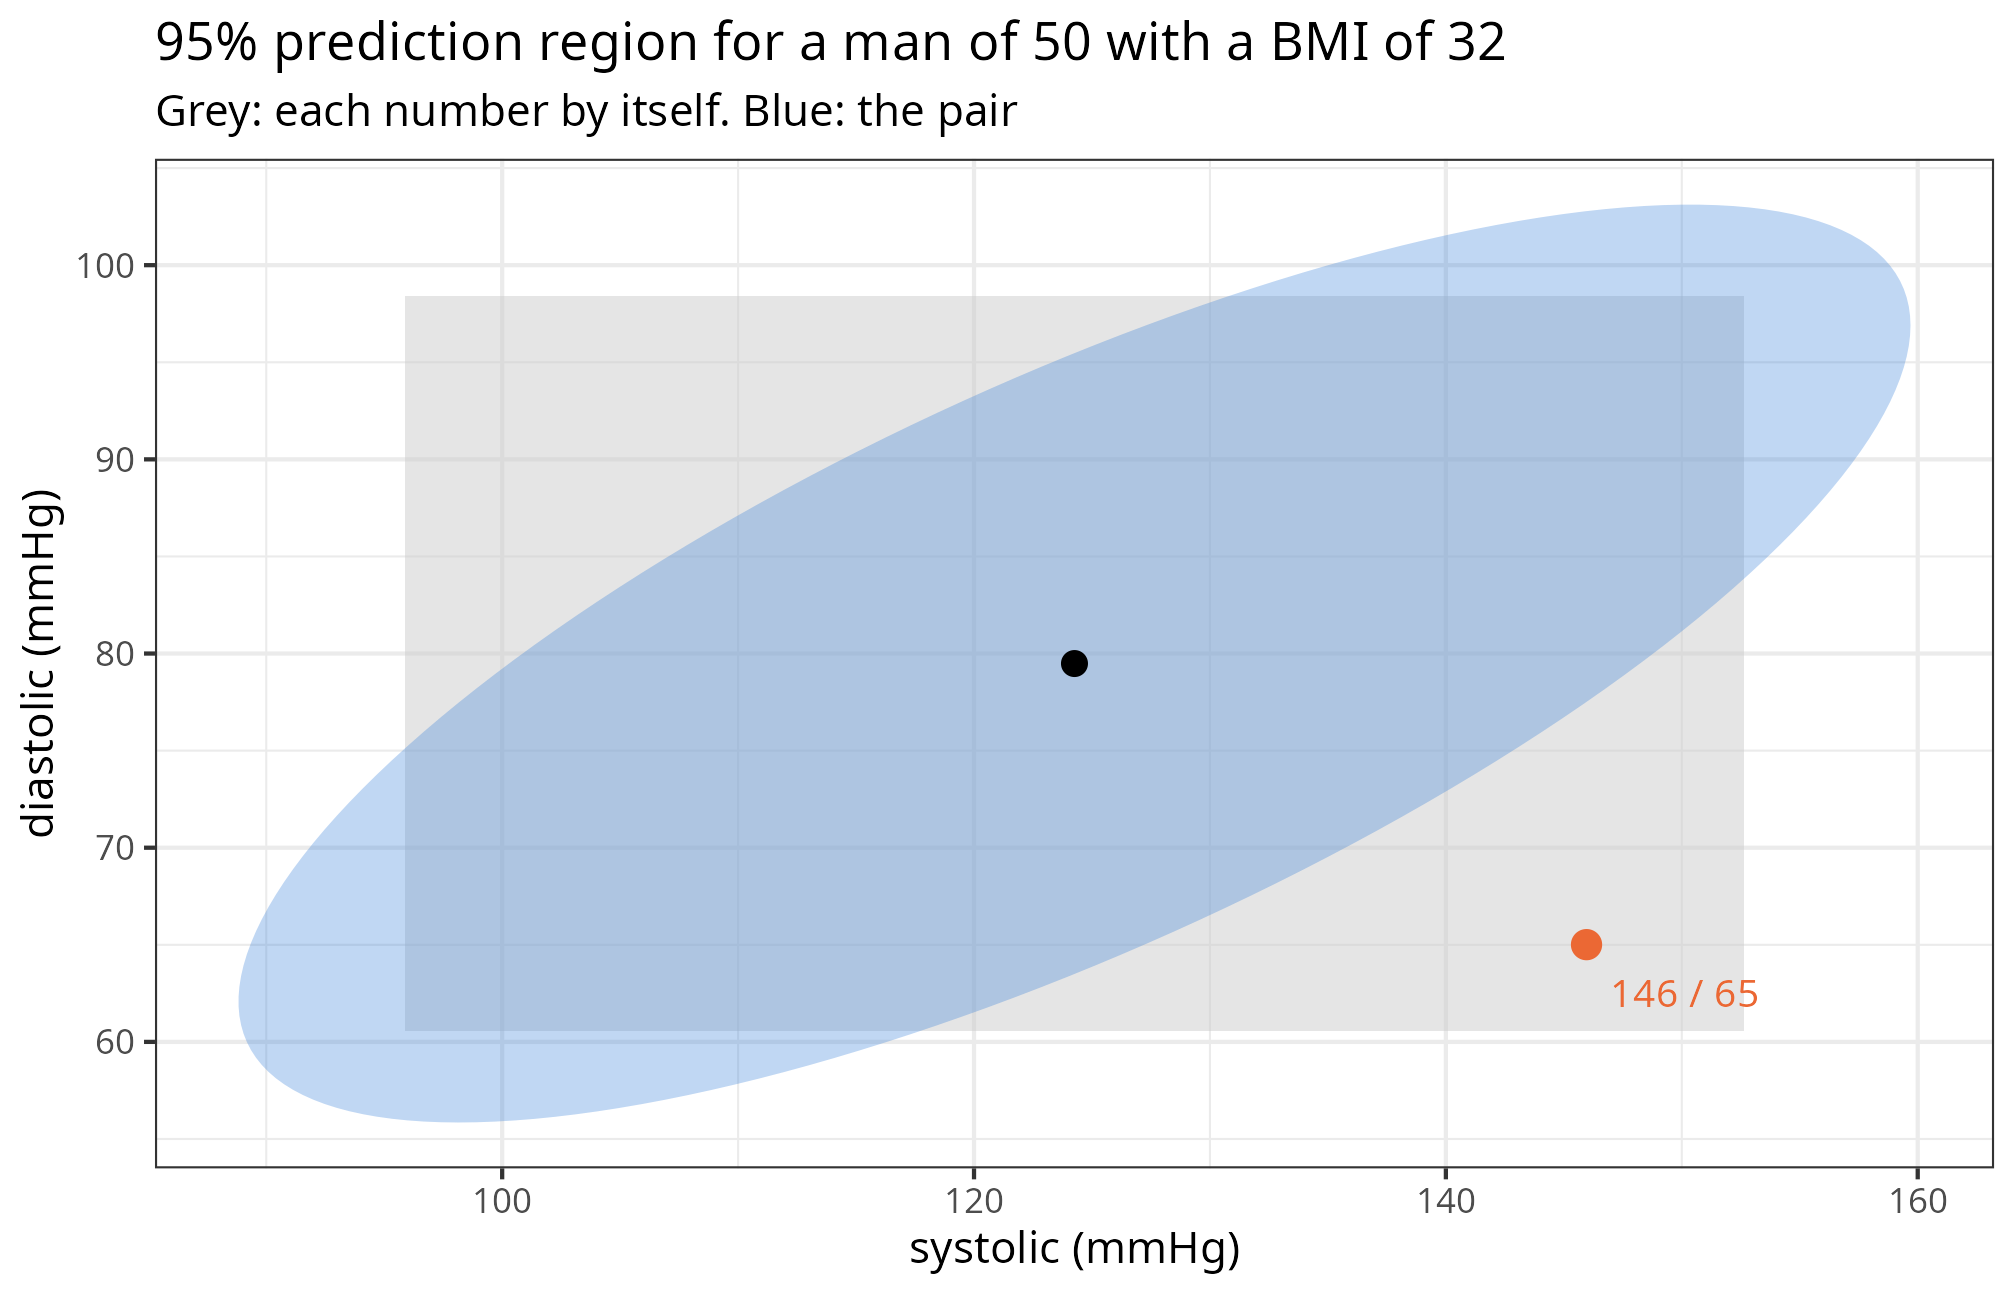 95% prediction region for a man of 50 with a BMI of 32
Grey: each number by itself. Blue: the pair
diastolic (mmHg)
100
90
80
70
60
146 / 65
100
120
140
160
systolic (mmHg)